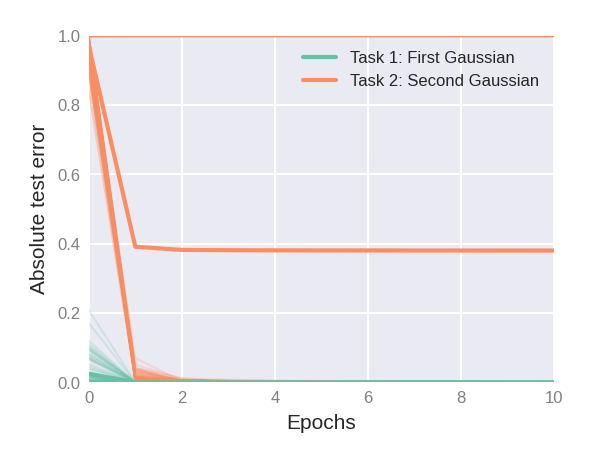 Absolute test error
1.0
0.8
0.6
0.4
0.2
0.0
Task 1: First Gaussian
Task 2: Second Gaussian
0 2 4 6 8 10
Epochs